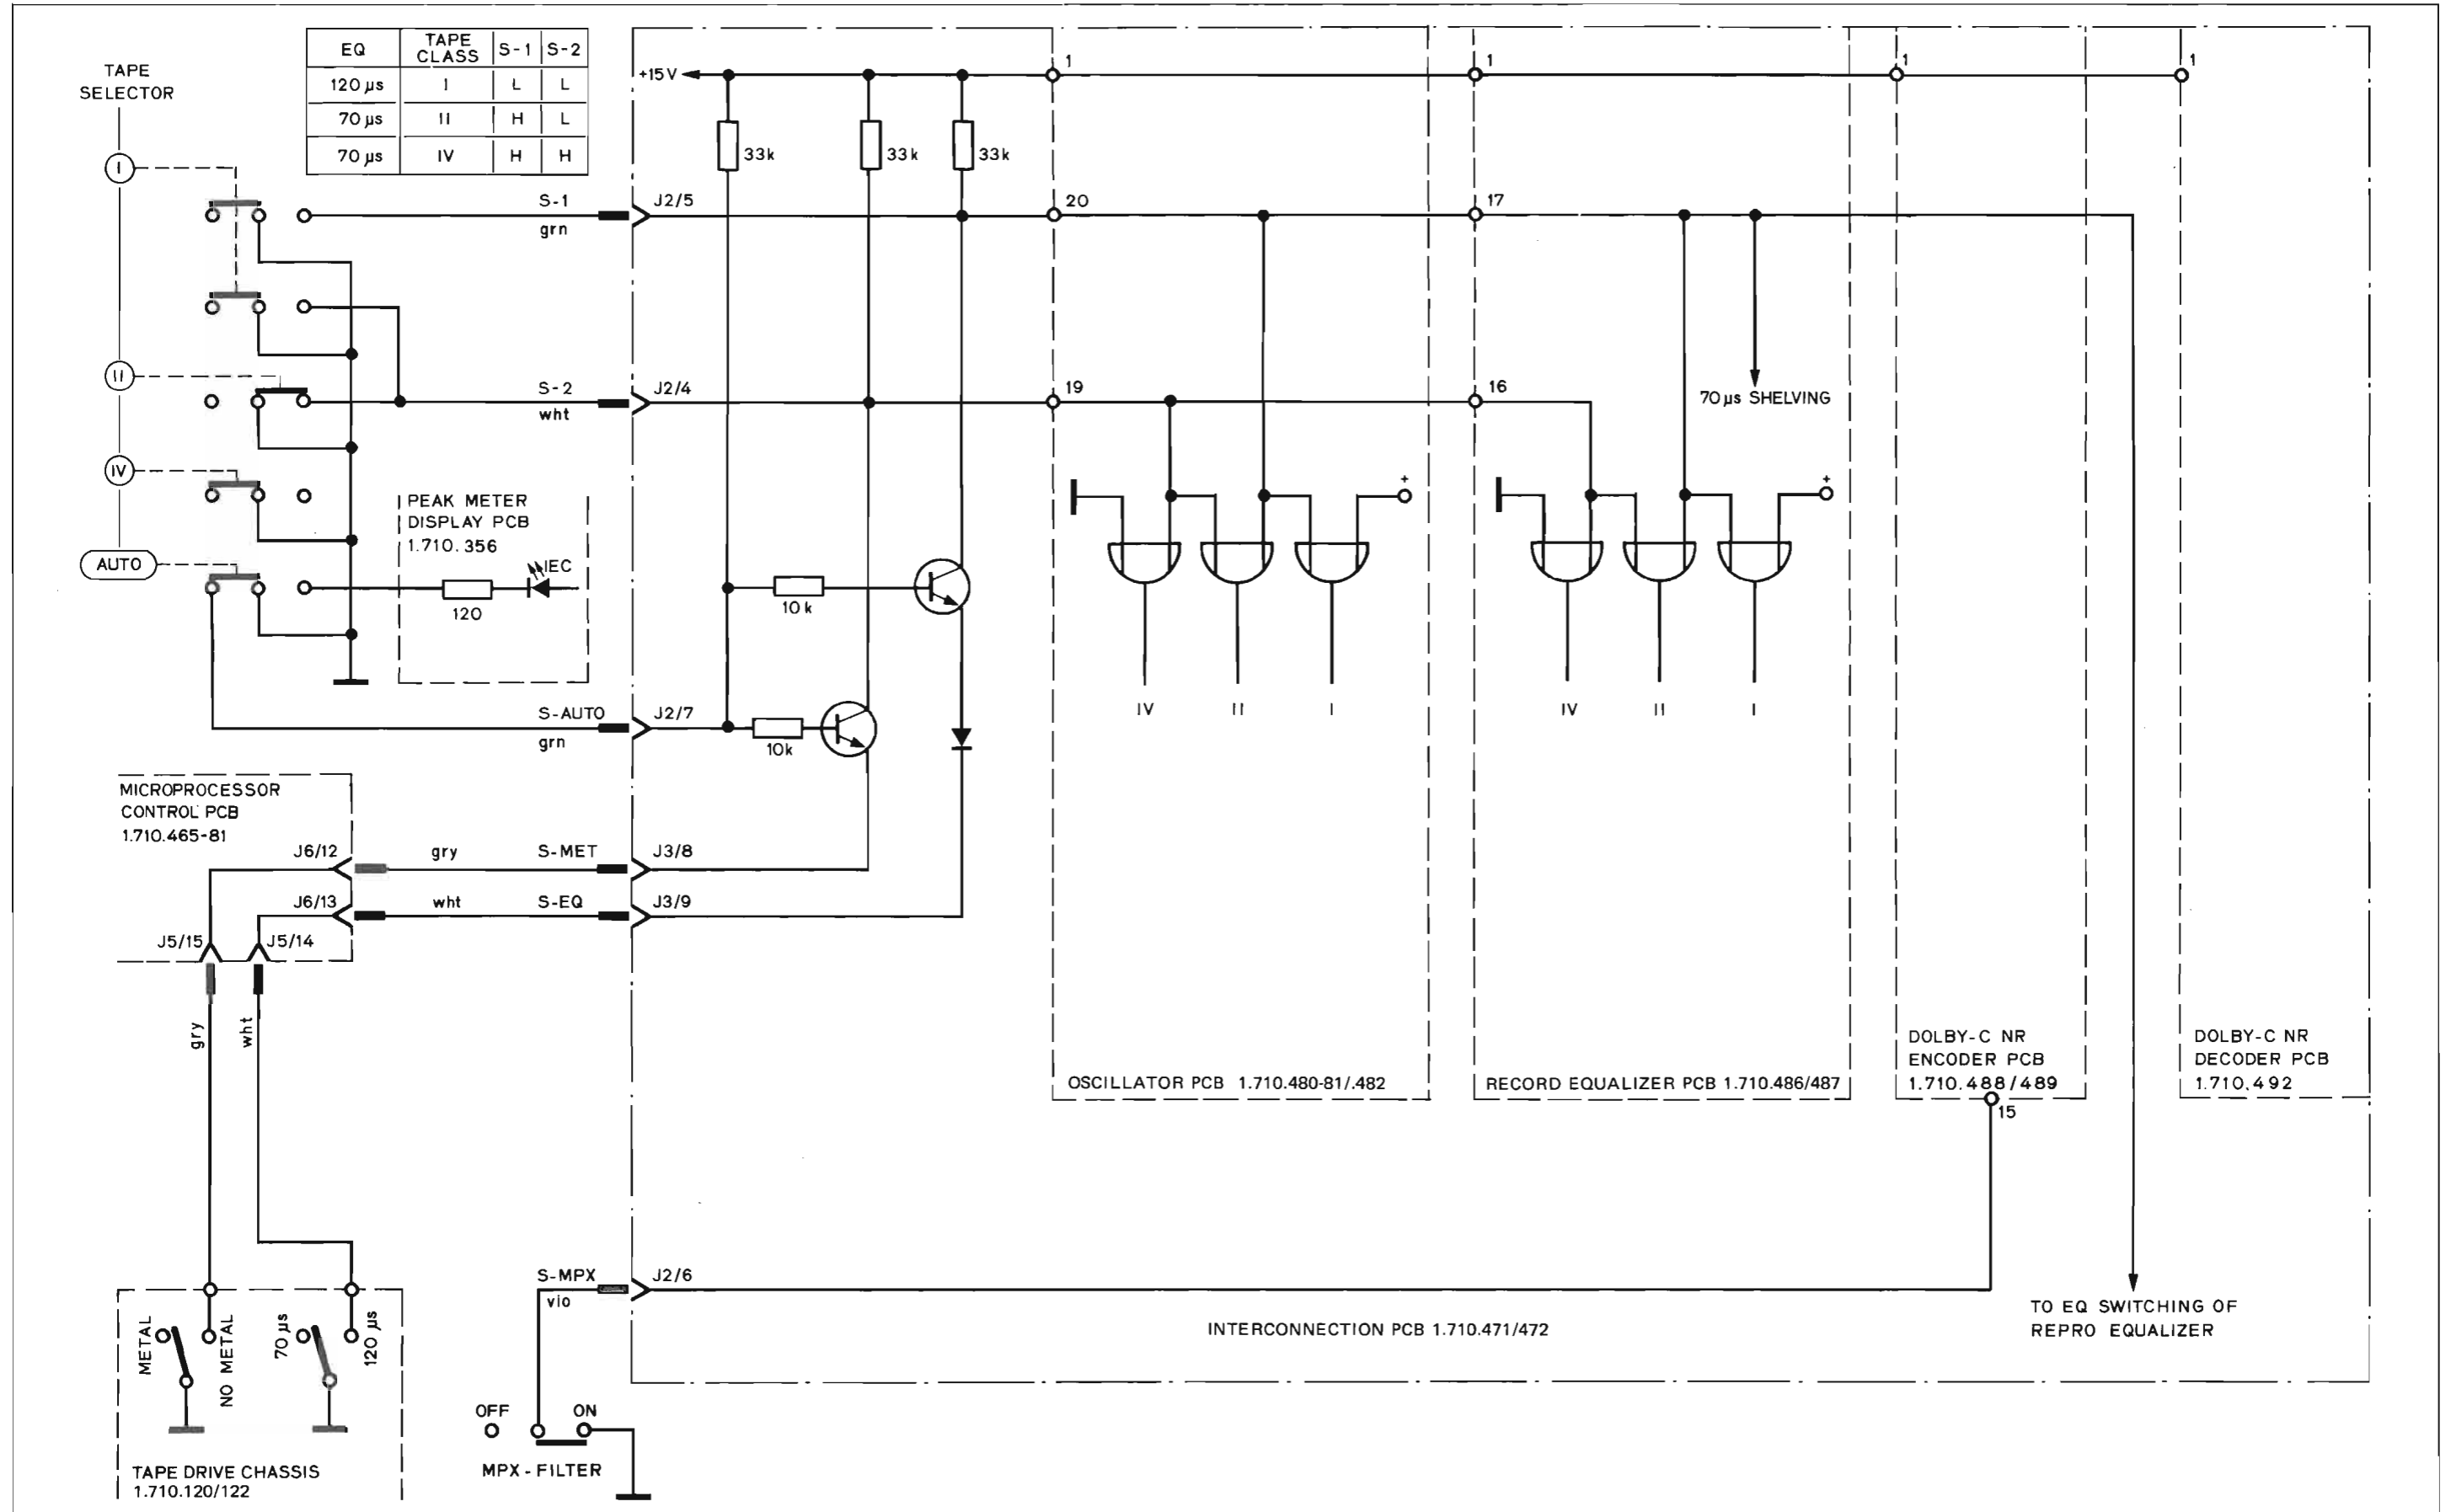 TAPE
SELECTOR
I
II
IV
AUTO
EQ TAPE CLASS S-1 S-2
120 µs I L L
70 µs II H L
70 µs IV H H
+15V
33k
33k
33k
1
1
1
1
S-1
grn
J2/5
20
17
S-2
wht
J2/4
19
16
70 µs SHELVING
PEAK METER
DISPLAY PCB
1.710.356
120
IEC
10k
10k
+
+
IV II I
IV II I
S-AUTO
grn
J2/7
MICROPROCESSOR
CONTROL PCB
1.710.465-81
J6/12
gry
S-MET
J3/8
J6/13
wht
S-EQ
J3/9
J5/15
J5/14
gry
wht
OSCILLATOR PCB 1.710.480-81/.482
RECORD EQUALIZER PCB 1.710.486/487
DOLBY-C NR
ENCODER PCB
1.710.488/489
15
DOLBY-C NR
DECODER PCB
1.710.492
S-MPX
vio
J2/6
TO EQ SWITCHING OF
REPRO EQUALIZER
INTERCONNECTION PCB 1.710.471/472
METAL
NO METAL
70 µs
120 µs
TAPE DRIVE CHASSIS
1.710.120/122
OFF
ON
MPX-FILTER